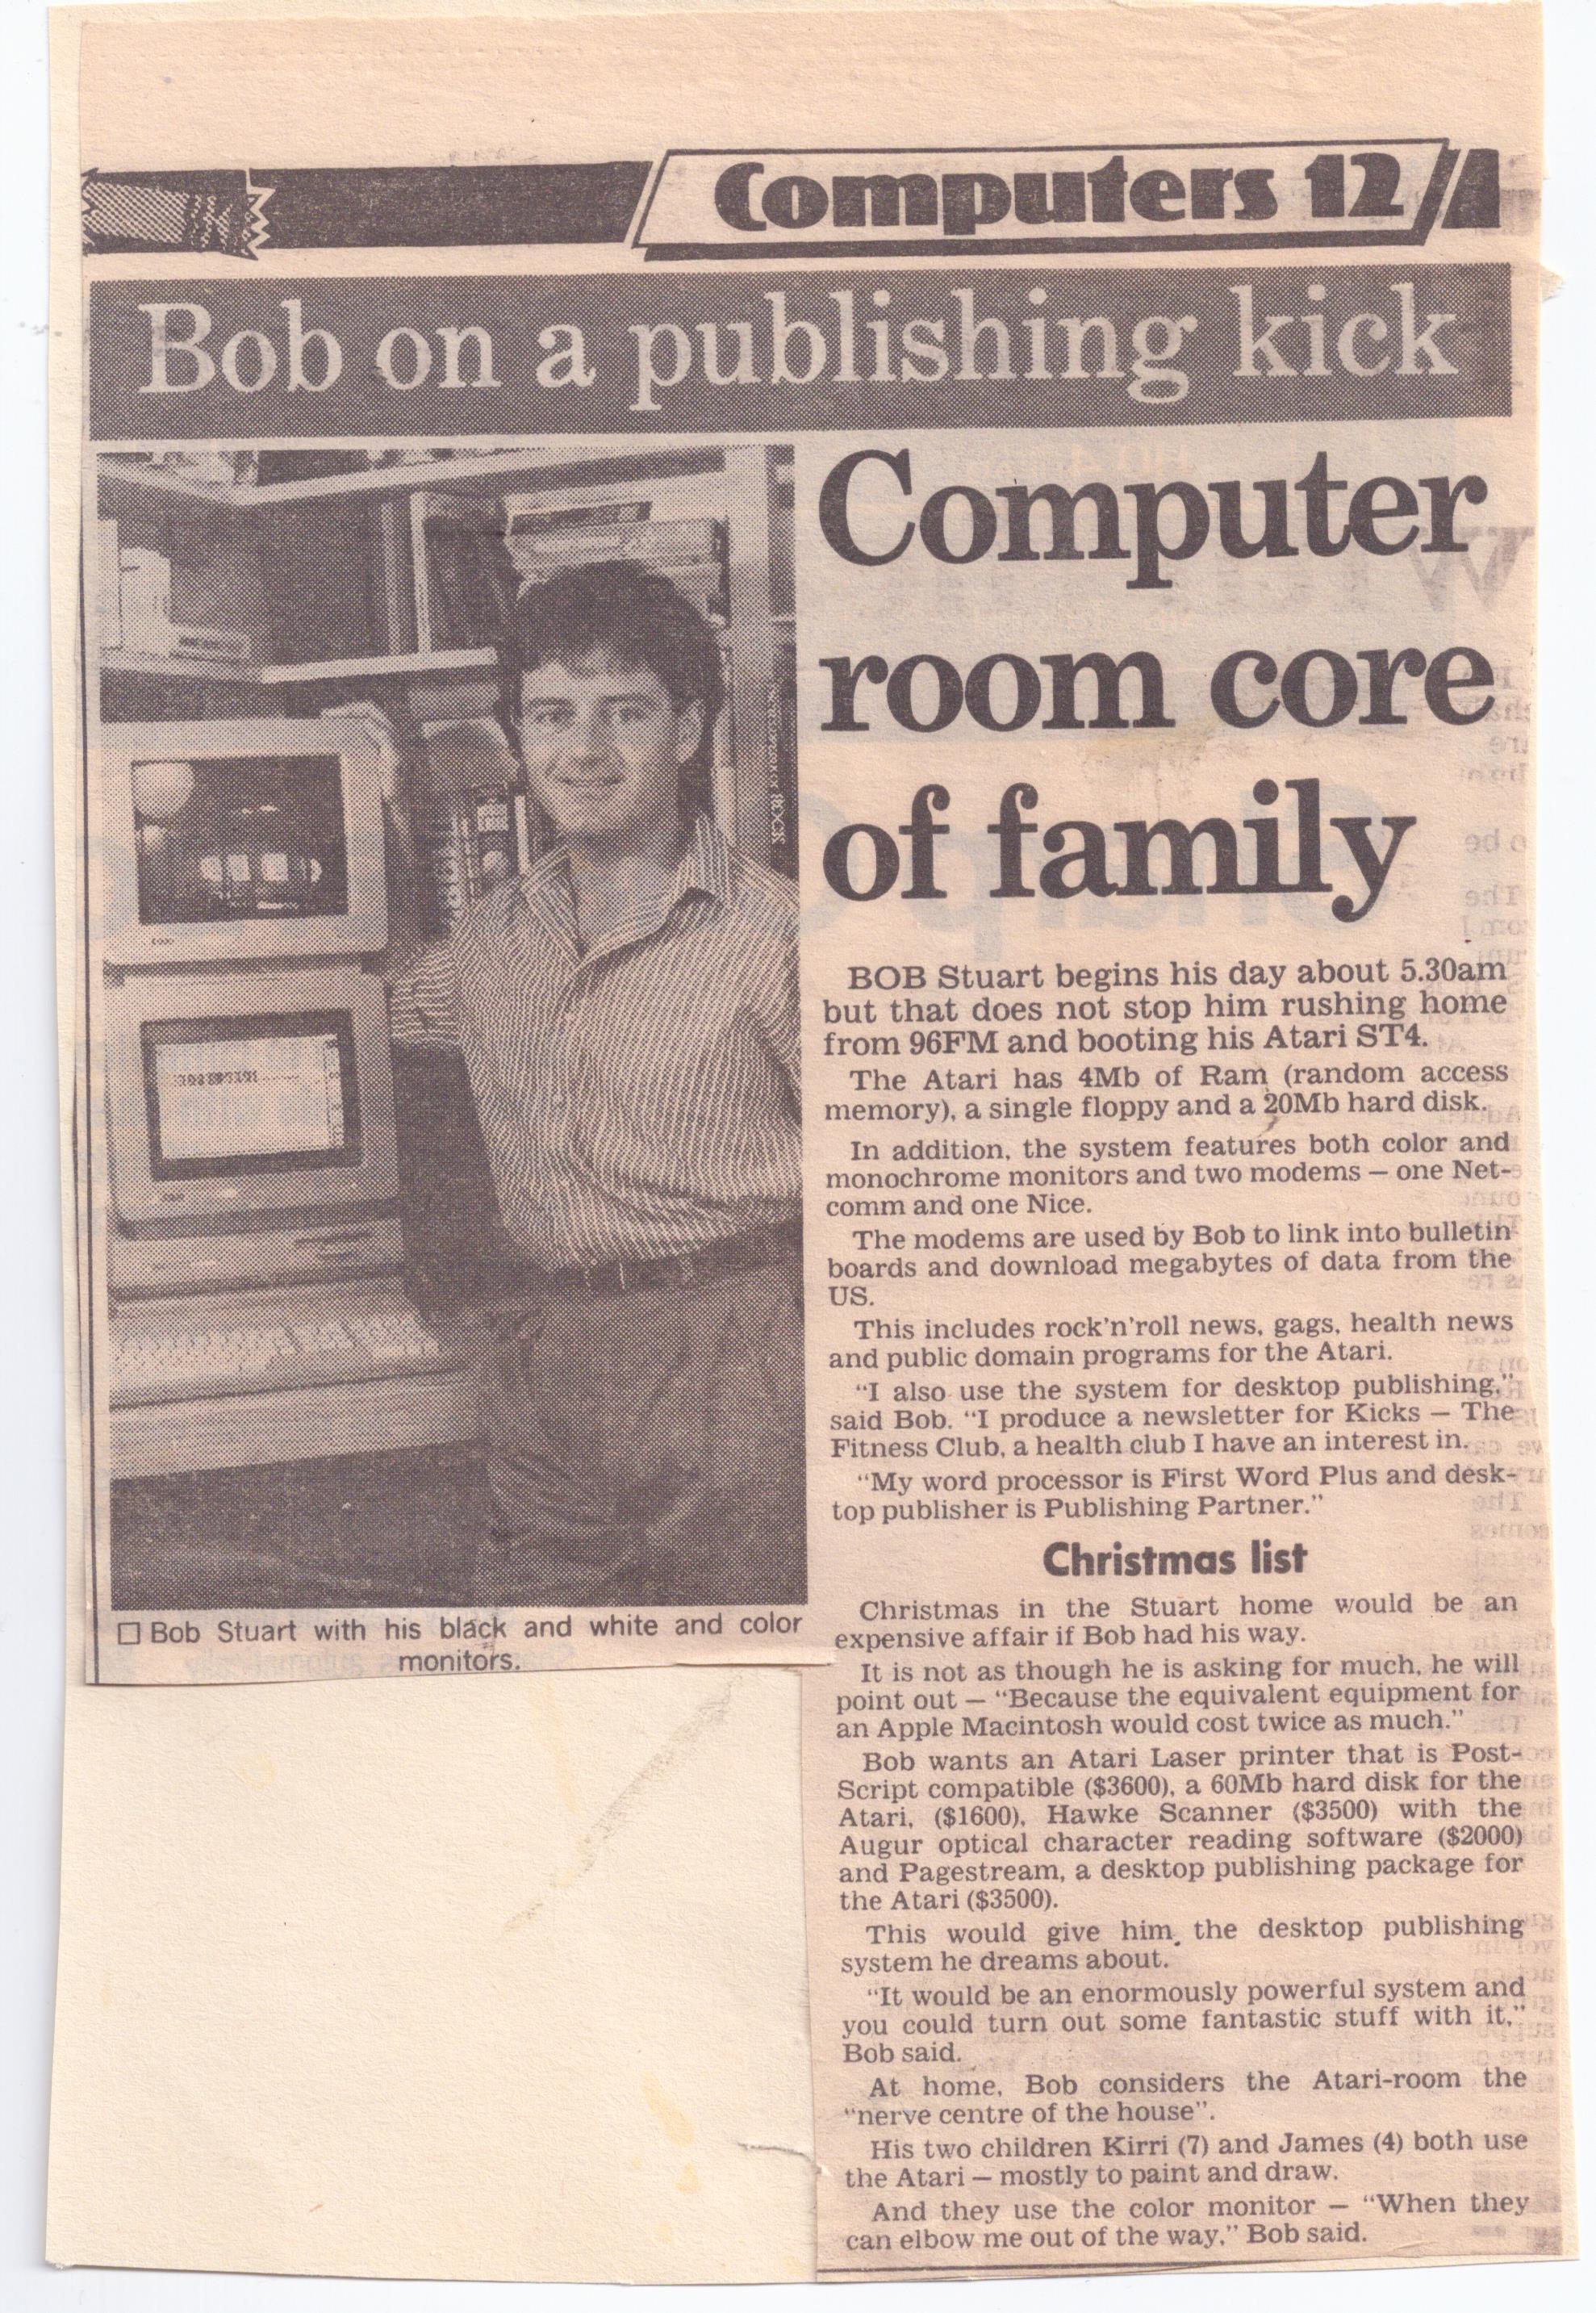 Computers 12
Bob on a publishing kick
Computer
room core
of family
BOB Stuart begins his day about 5.30am
but that does not stop him rushing home
from 96FM and booting his Atari ST4.
The Atari has 4Mb of Ram (random access
memory), a single floppy and a 20Mb hard disk.
In addition, the system features both color and
monochrome monitors and two modems — one Net-
comm and one Nice.
The modems are used by Bob to link into bulletin
boards and download megabytes of data from the
US.
This includes rock'n'roll news, gags, health news
and public domain programs for the Atari.
"I also use the system for desktop publishing,"
said Bob. "I produce a newsletter for Kicks — The
Fitness Club, a health club I have an interest in.
"My word processor is First Word Plus and desk-
top publisher is Publishing Partner."
Christmas list
Christmas in the Stuart home would be an
expensive affair if Bob had his way.
It is not as though he is asking for much, he will
point out — "Because the equivalent equipment for
an Apple Macintosh would cost twice as much."
Bob wants an Atari Laser printer that is Post-
Script compatible ($3600), a 60Mb hard disk for the
Atari, ($1600), Hawke Scanner ($3500) with the
Augur optical character reading software ($2000)
and Pagestream, a desktop publishing package for
the Atari ($3500).
This would give him the desktop publishing
system he dreams about.
"It would be an enormously powerful system and
you could turn out some fantastic stuff with it,"
Bob said.
At home, Bob considers the Atari-room the
"nerve centre of the house".
His two children Kirri (7) and James (4) both use
the Atari — mostly to paint and draw.
And they use the color monitor — "When they
can elbow me out of the way," Bob said.
□ Bob Stuart with his black and white and color
monitors.